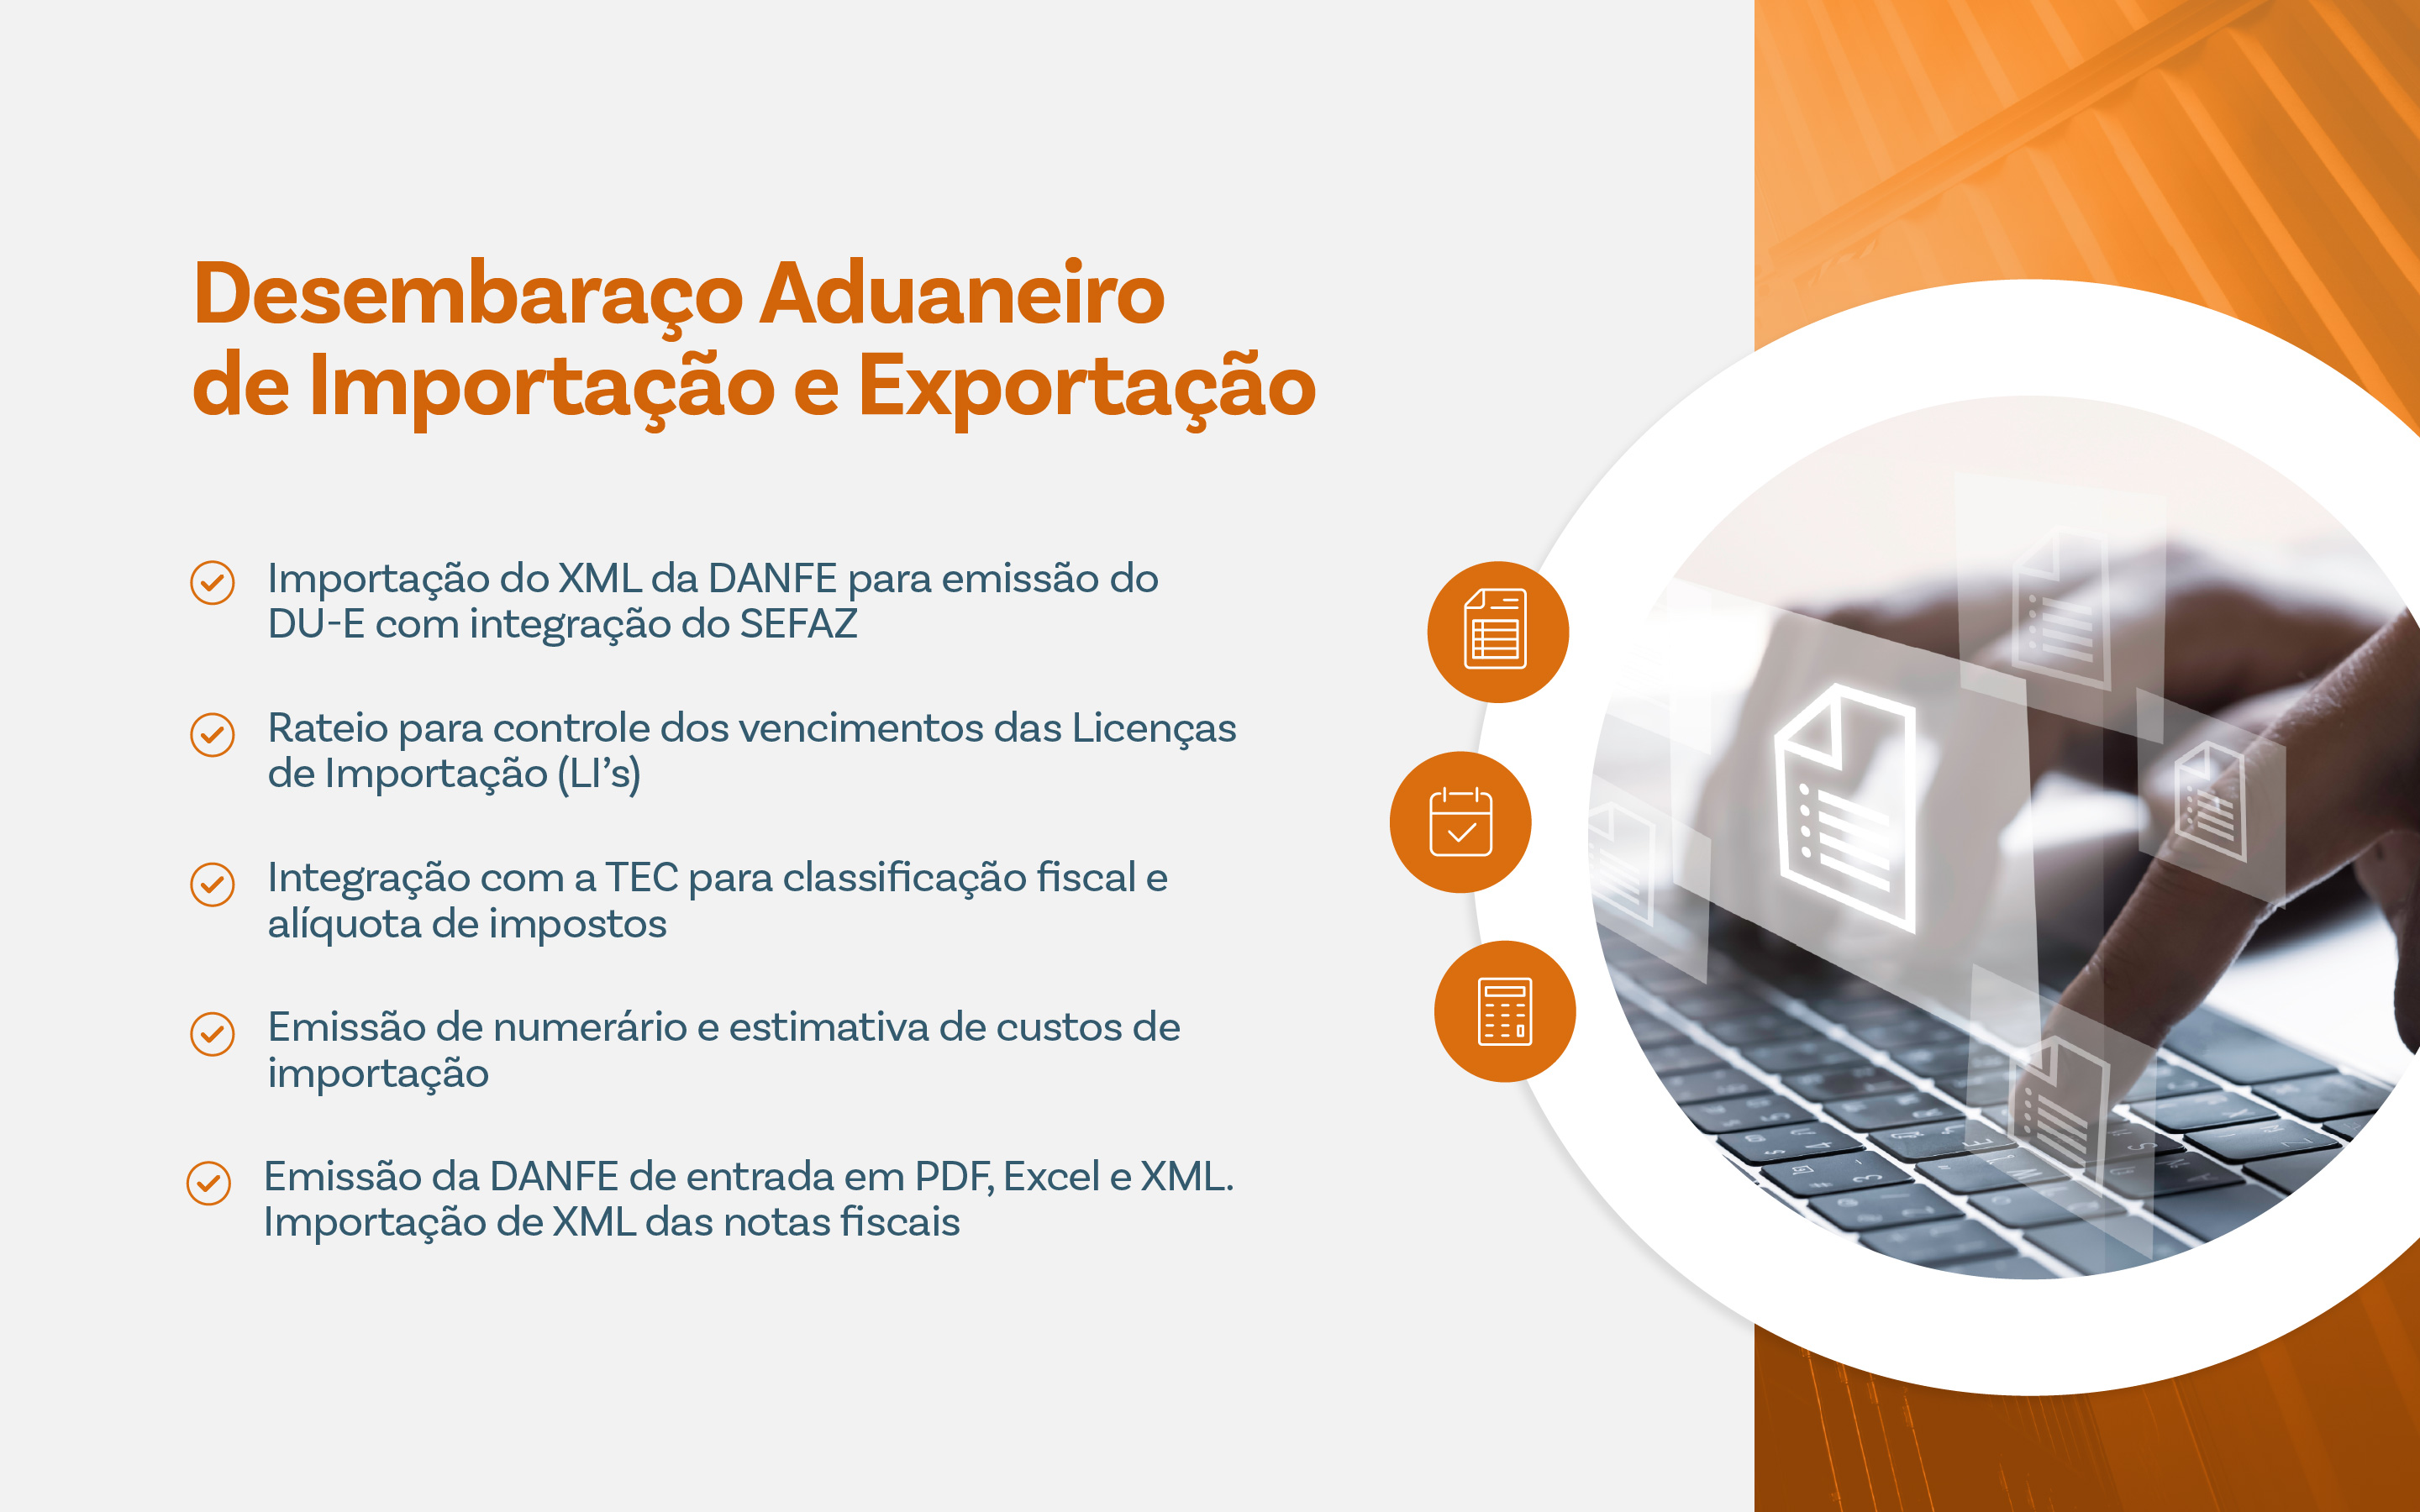 Desembaraço Aduaneiro
de Importação e Exportação
Importação do XML da DANFE para emissão do
DU-E com integração do SEFAZ
Rateio para controle dos vencimentos das Licenças
de Importação (LI’s)
Integração com a TEC para classificação fiscal e
alíquota de impostos
Emissão de numerário e estimativa de custos de
importação
Emissão da DANFE de entrada em PDF, Excel e XML.
Importação de XML das notas fiscais